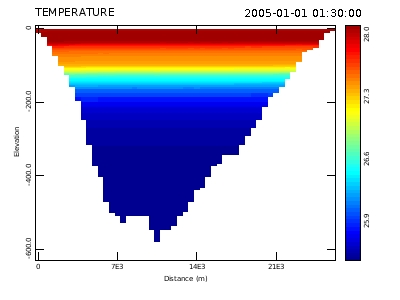 TEMPERATURE 2005-01-01 01:30:00
0
-200.0
-400.0
-600.0
Elevation
0 7E3 14E3 21E3
Distance (m)
28.0
27.3
26.6
25.9